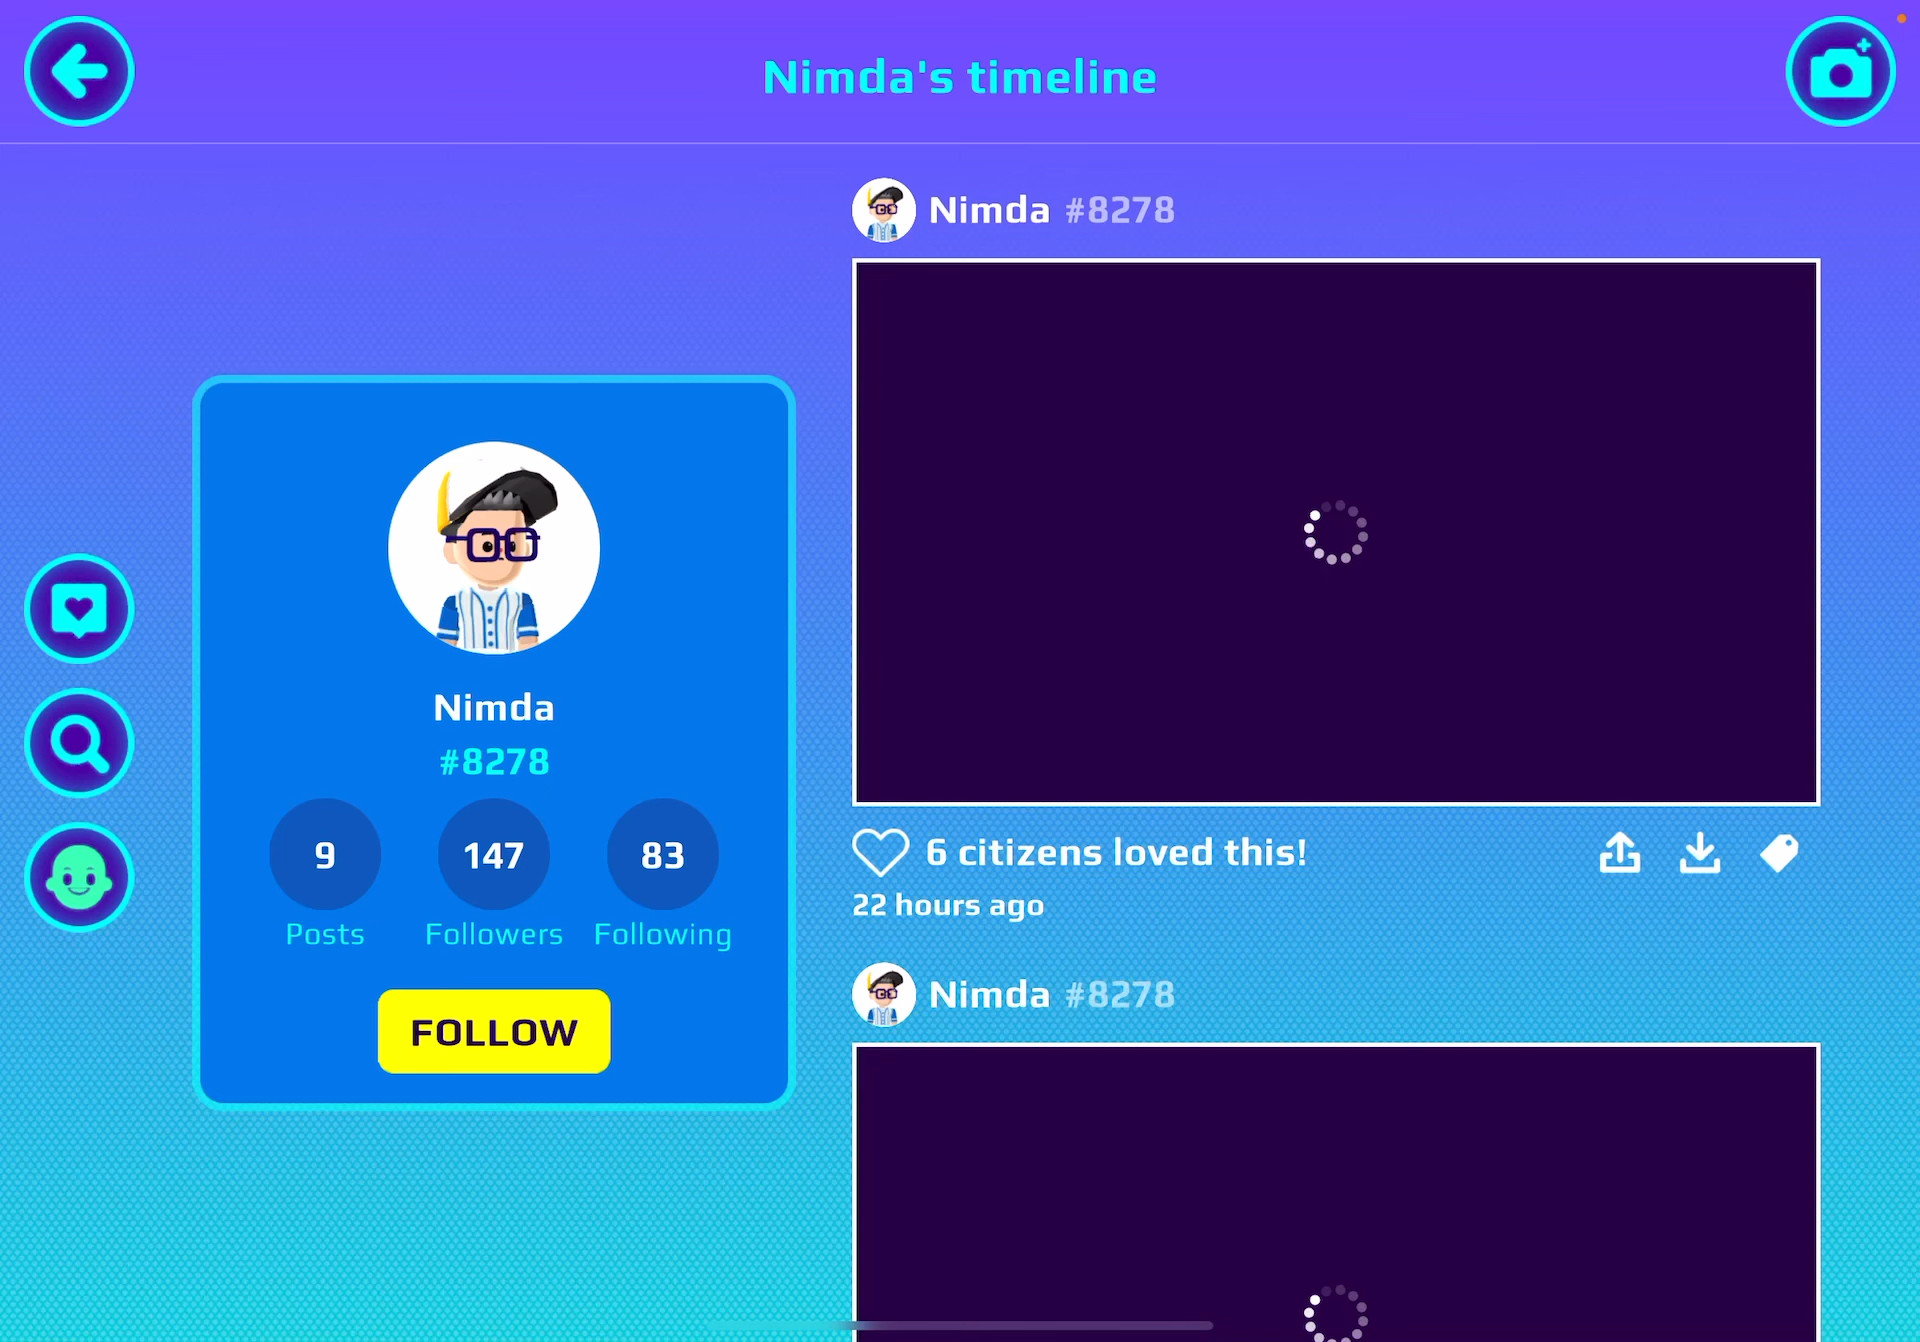 Nimda's timeline
Nimda #8278
Nimda
#8278
9 147 83
Posts Followers Following
FOLLOW
6 citizens loved this!
22 hours ago
Nimda #8278